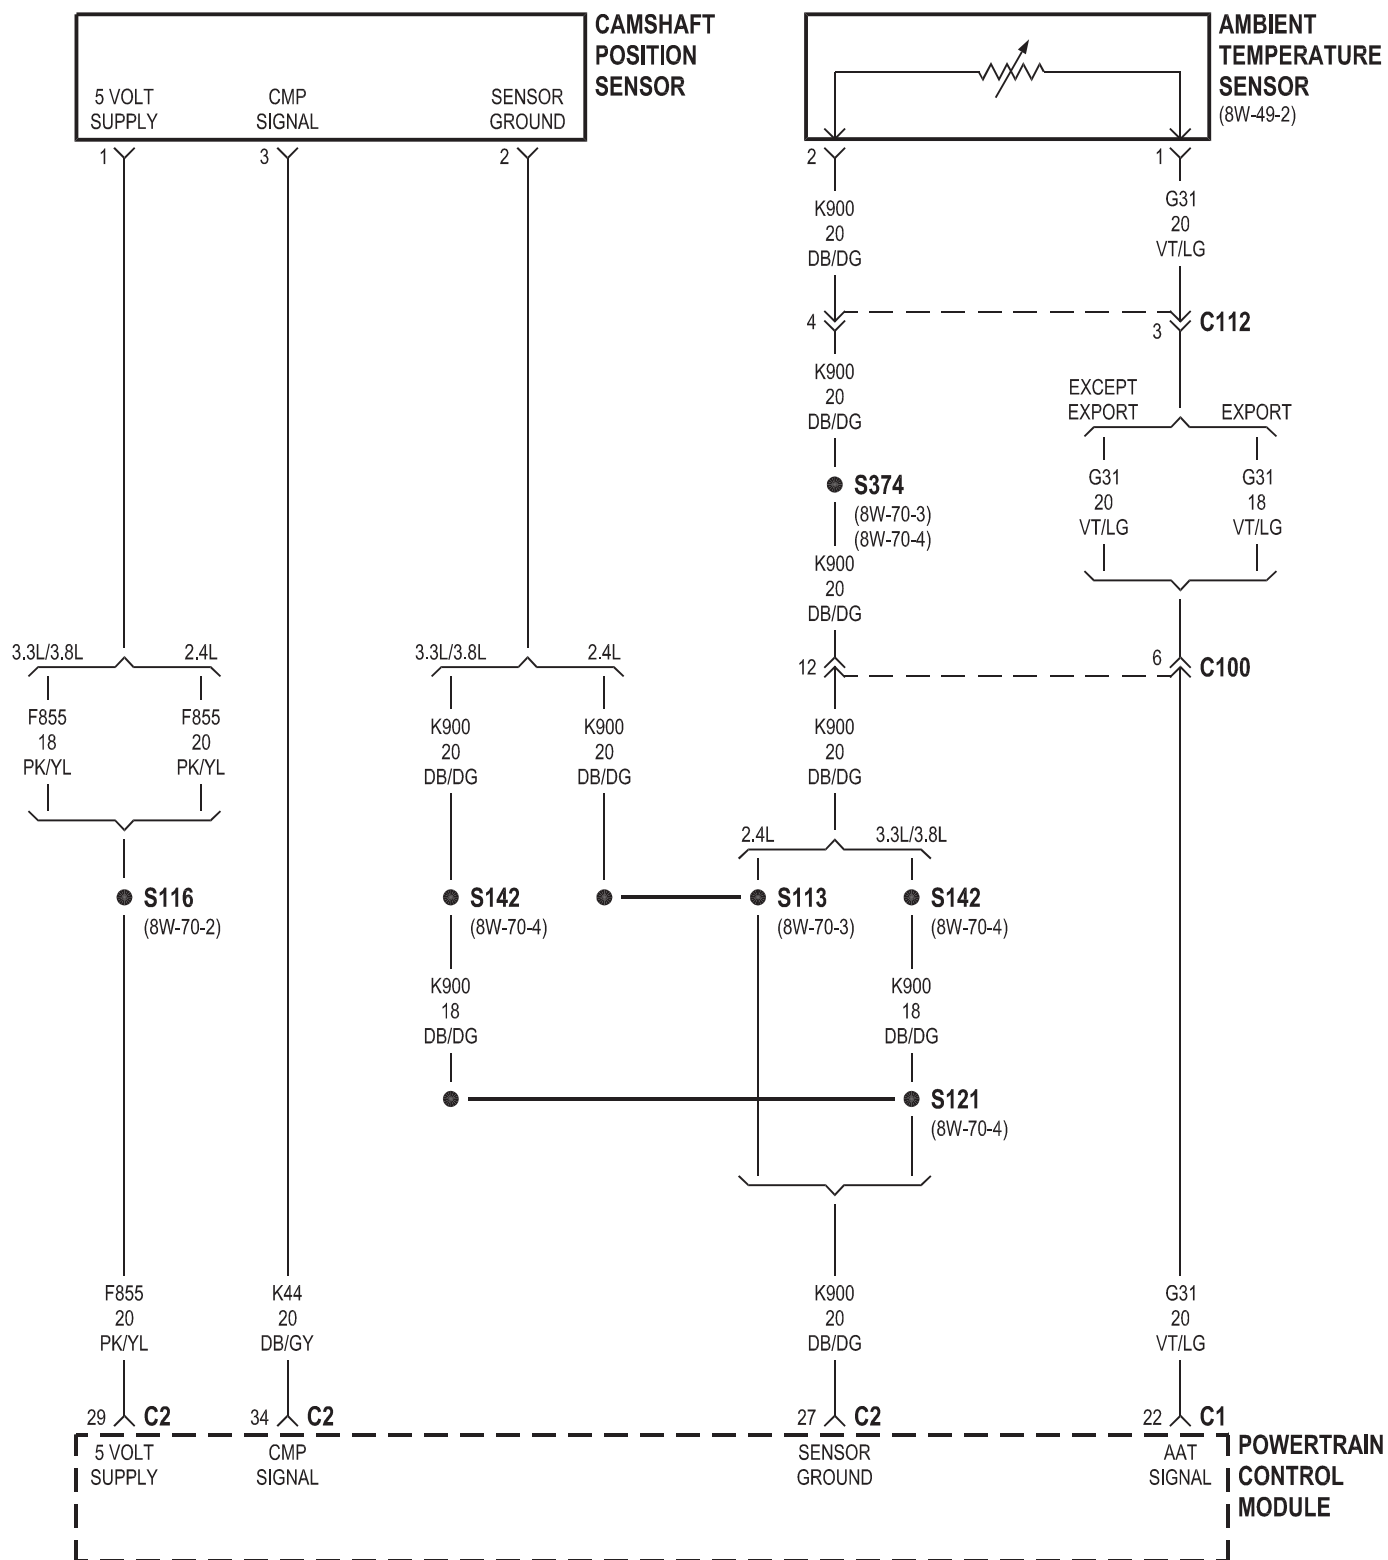 CAMSHAFT
POSITION
SENSOR
5 VOLT
SUPPLY
CMP
SIGNAL
SENSOR
GROUND
1
3
2
AMBIENT
TEMPERATURE
SENSOR
(8W-49-2)
2
1
K900
20
DB/DG
G31
20
VT/LG
4
3
C112
K900
20
DB/DG
EXCEPT
EXPORT
EXPORT
G31
20
VT/LG
G31
18
VT/LG
S374
(8W-70-3)
(8W-70-4)
K900
20
DB/DG
12
6
C100
3.3L/3.8L
2.4L
3.3L/3.8L
2.4L
F855
18
PK/YL
F855
20
PK/YL
K900
20
DB/DG
K900
20
DB/DG
K900
20
DB/DG
2.4L
3.3L/3.8L
S116
(8W-70-2)
S142
(8W-70-4)
S113
(8W-70-3)
S142
(8W-70-4)
K900
18
DB/DG
K900
18
DB/DG
S121
(8W-70-4)
F855
20
PK/YL
K44
20
DB/GY
K900
20
DB/DG
G31
20
VT/LG
29
C2
34
C2
27
C2
22
C1
5 VOLT
SUPPLY
CMP
SIGNAL
SENSOR
GROUND
AAT
SIGNAL
POWERTRAIN
CONTROL
MODULE